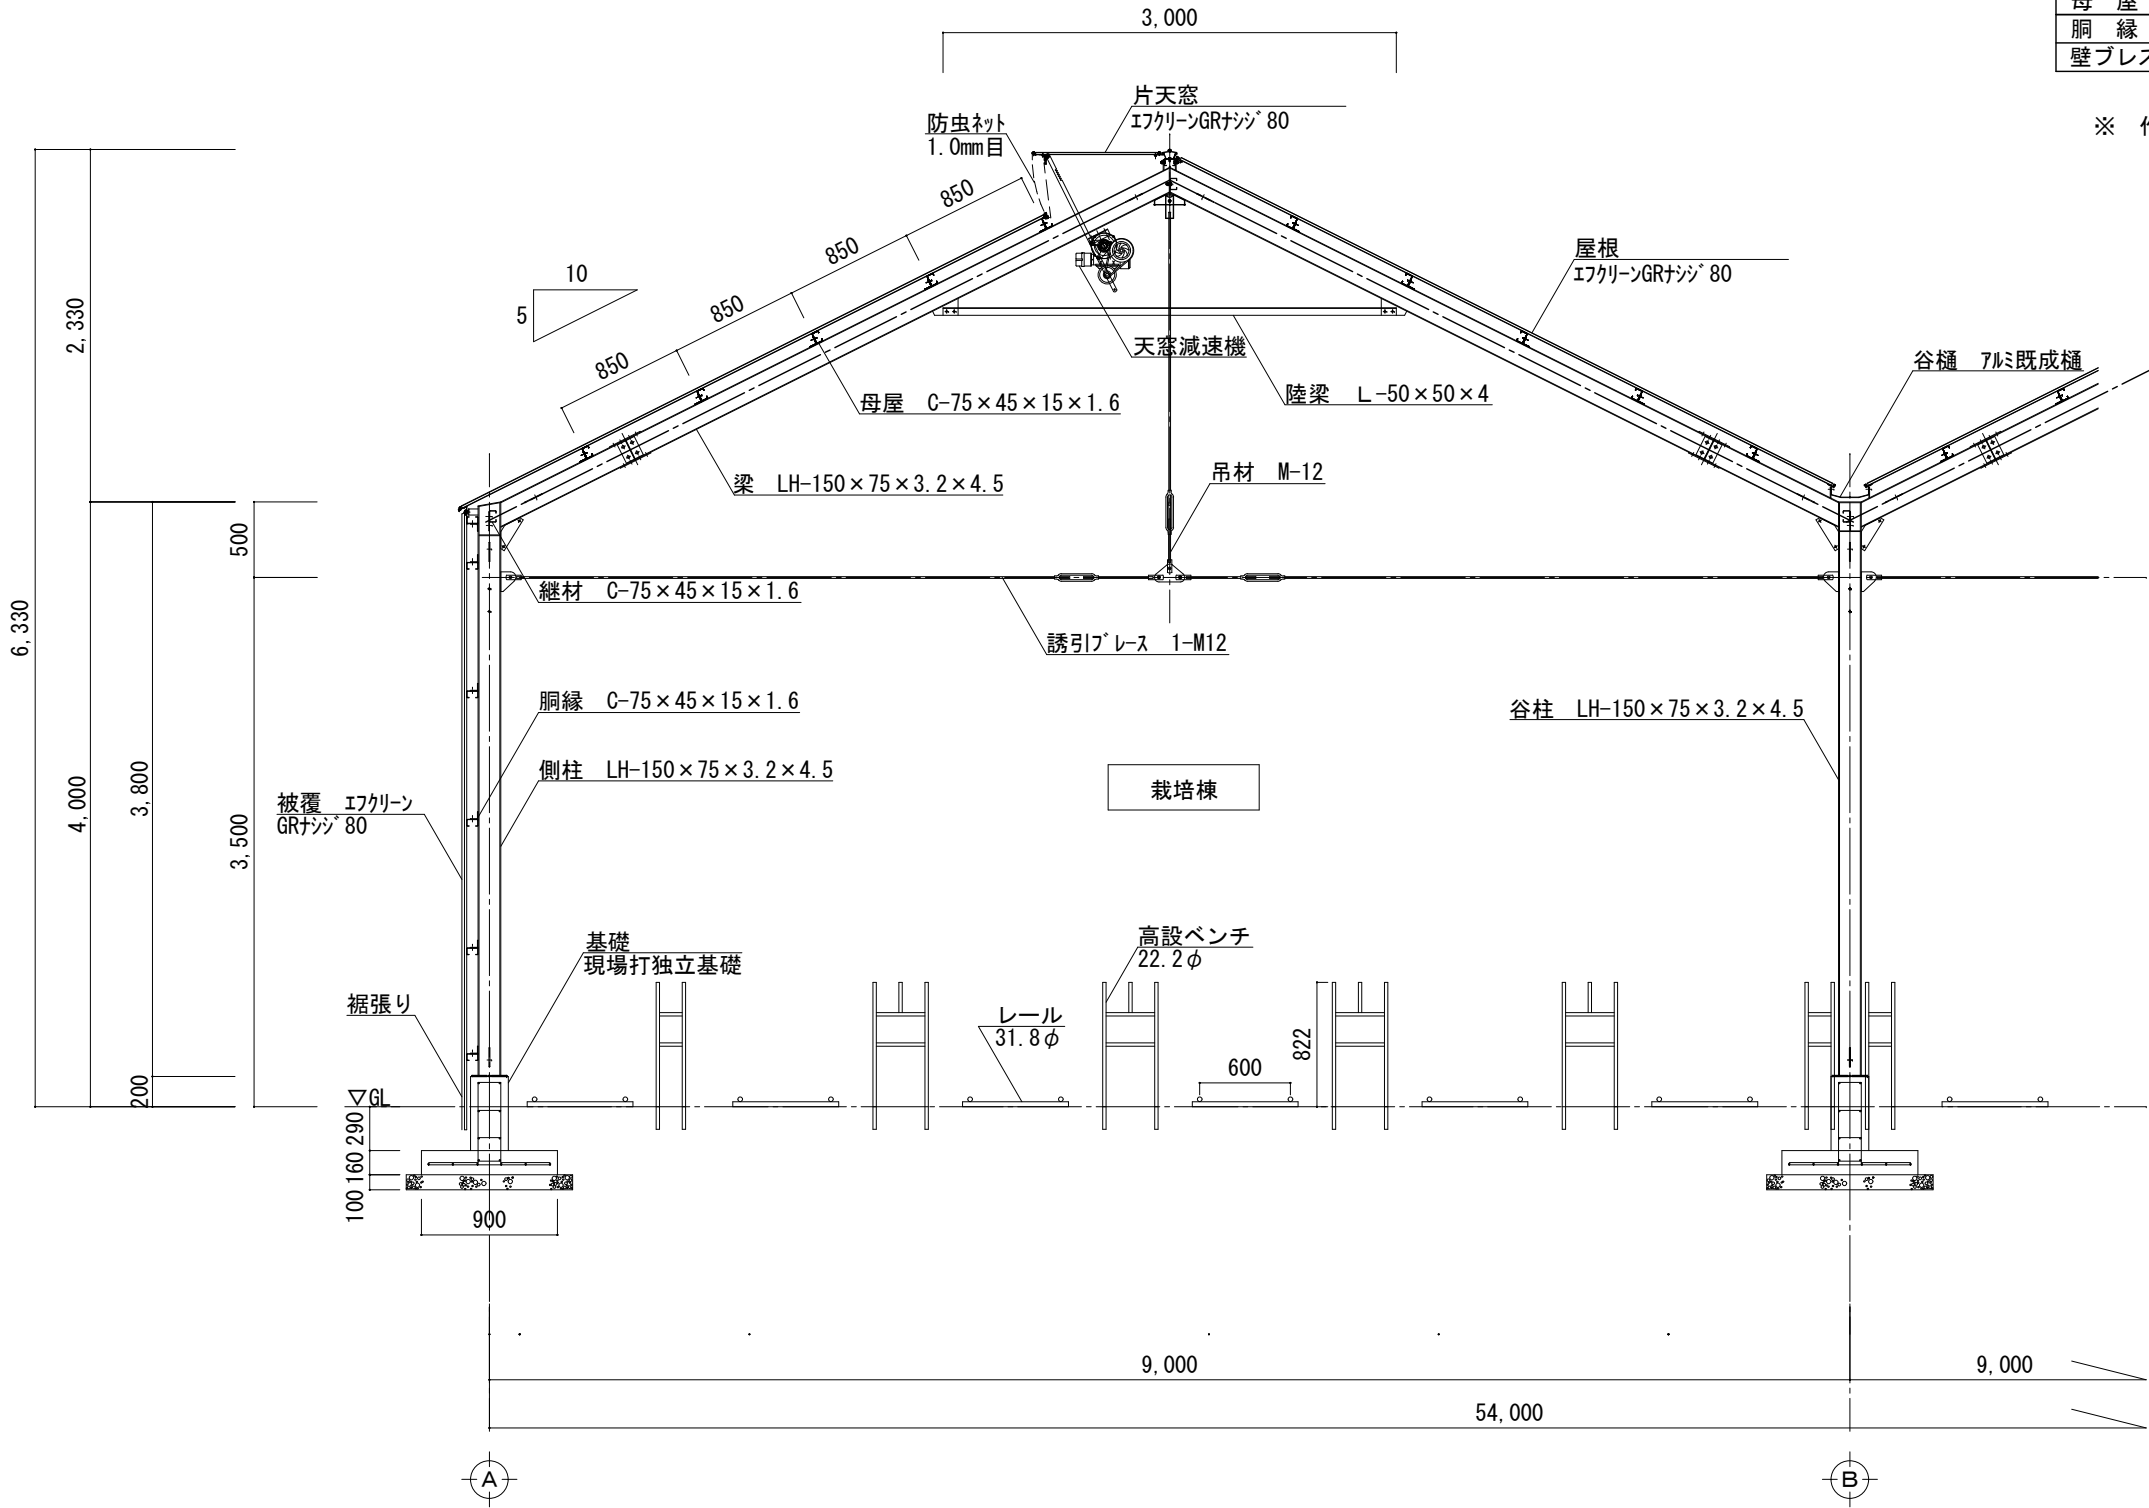 3,000
母　屋
胴　縁
壁ブレ
※
片天窓
エフクリーンGRナシジ80
防虫ネット
1.0mm目
850
850
850
850
10
5
屋根
エフクリーンGRナシジ80
天窓減速機
谷樋　アルミ既成樋
母屋　C-75×45×15×1.6
陸梁　L-50×50×4
梁　LH-150×75×3.2×4.5
吊材　M-12
2,330
6,330
4,000
3,800
200
500
3,500
継材　C-75×45×15×1.6
誘引ブレース　1-M12
胴縁　C-75×45×15×1.6
谷柱　LH-150×75×3.2×4.5
側柱　LH-150×75×3.2×4.5
栽培棟
被覆　エフクリーン
GRナシジ80
基礎
現場打独立基礎
高設ベンチ
22.2φ
裾張り
レール
31.8φ
822
600
▽GL
290
160
100
900
9,000
9,000
54,000
A
B